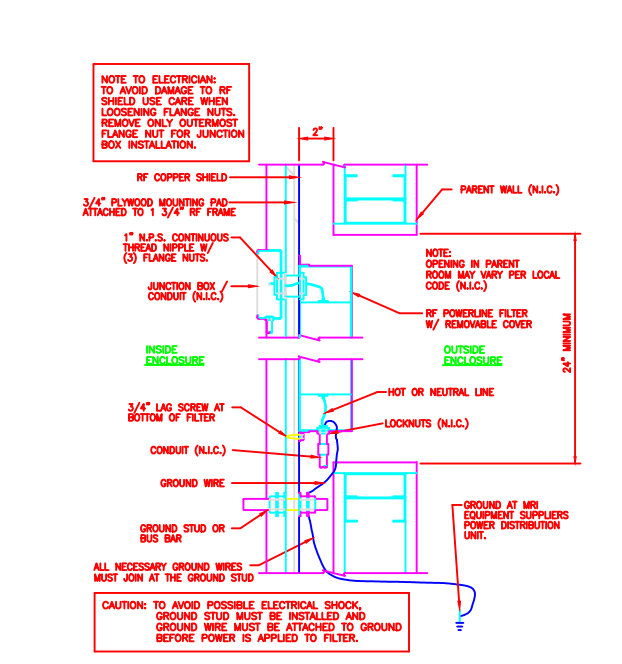 NOTE TO ELECTRICIAN:
TO AVOID DAMAGE TO RF
SHIELD USE CARE WHEN
LOOSENING FLANGE NUTS.
REMOVE ONLY OUTERMOST
FLANGE NUT FOR JUNCTION
BOX INSTALLATION.
2"
RF COPPER SHIELD
PARENT WALL (N.I.C.)
3/4" PLYWOOD MOUNTING PAD
ATTACHED TO 1 3/4" RF FRAME
1" N.P.S. CONTINUOUS
THREAD NIPPLE W/
(3) FLANGE NUTS.
NOTE:
OPENING IN PARENT
ROOM MAY VARY PER LOCAL
CODE (N.I.C.)
JUNCTION BOX /
CONDUIT (N.I.C.)
RF POWERLINE FILTER
W/ REMOVABLE COVER
24" MINIMUM
INSIDE
ENCLOSURE
OUTSIDE
ENCLOSURE
HOT OR NEUTRAL LINE
3/4" LAG SCREW AT
BOTTOM OF FILTER
LOCKNUTS (N.I.C.)
CONDUIT (N.I.C.)
GROUND WIRE
GROUND AT MRI
EQUIPMENT SUPPLIERS
POWER DISTRIBUTION
UNIT.
GROUND STUD OR
BUS BAR
ALL NECESSARY GROUND WIRES
MUST JOIN AT THE GROUND STUD
CAUTION: TO AVOID POSSIBLE ELECTRICAL SHOCK,
GROUND STUD MUST BE INSTALLED AND
GROUND WIRE MUST BE ATTACHED TO GROUND
BEFORE POWER IS APPLIED TO FILTER.